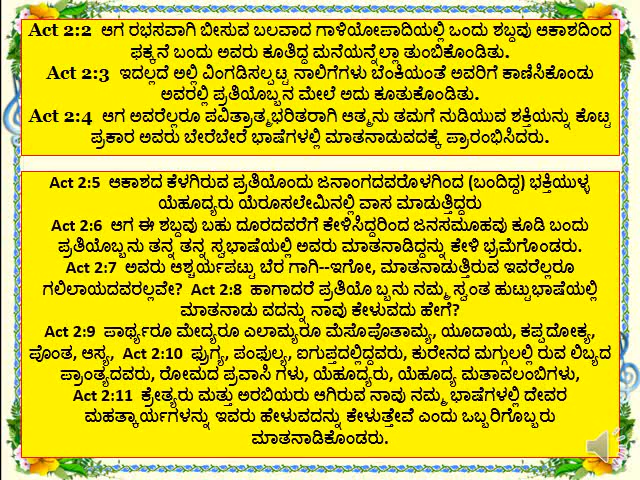 Act 2:2  ಆಗ ರಭಸವಾಗಿ ಬೀಸುವ ಬಲವಾದ ಗಾಳಿಯೋಪಾದಿಯಲ್ಲಿ ಒಂದು ಶಬ್ದವು ಆಕಾಶದಿಂದ
ಫಕ್ಕನೆ ಬಂದು ಅವರು ಕೂತಿದ್ದ ಮನೆಯನ್ನೆಲ್ಲಾ ತುಂಬಿಕೊಂಡಿತು.
Act 2:3  ಇದಲ್ಲದೆ ಅಲ್ಲಿ ವಿಂಗಡಿಸಲ್ಪಟ್ಟ ನಾಲಿಗೆಗಳು ಬೆಂಕಿಯಂತೆ ಅವರಿಗೆ ಕಾಣಿಸಿಕೊಂಡು
ಅವರಲ್ಲಿ ಪ್ರತಿಯೊಬ್ಬನ ಮೇಲೆ ಅದು ಕೂತುಕೊಂಡಿತು.
Act 2:4  ಆಗ ಅವರೆಲ್ಲರೂ ಪವಿತ್ರಾತ್ಮಭರಿತರಾಗಿ ಆತ್ಮನು ತಮಗೆ ನುಡಿಯುವ ಶಕ್ತಿಯನ್ನು ಕೊಟ್ಟ
ಪ್ರಕಾರ ಅವರು ಬೇರೆಬೇರೆ ಭಾಷೆಗಳಲ್ಲಿ ಮಾತನಾಡುವದಕ್ಕೆ ಪ್ರಾರಂಭಿಸಿದರು.
Act 2:5  ಆಕಾಶದ ಕೆಳಗಿರುವ ಪ್ರತಿಯೊಂದು ಜನಾಂಗದವರೊಳಗಿಂದ (ಬಂದಿದ್ದ) ಭಕ್ತಿಯುಳ್ಳ
ಯೆಹೂದ್ಯರು ಯೆರೂಸಲೇಮಿನಲ್ಲಿ ವಾಸ ಮಾಡುತ್ತಿದ್ದರು
Act 2:6  ಆಗ ಈ ಶಬ್ದವು ಬಹು ದೂರದವರೆಗೆ ಕೇಳಿಸಿದ್ದರಿಂದ ಜನಸಮೂಹವು ಕೂಡಿ ಬಂದು
ಪ್ರತಿಯೊಬ್ಬನು ತನ್ನ ತನ್ನ ಸ್ವಭಾಷೆಯಲ್ಲಿ ಅವರು ಮಾತನಾಡಿದ್ದನ್ನು ಕೇಳಿ ಭ್ರಮೆಗೊಂಡರು.
Act 2:7  ಅವರು ಆಶ್ಚರ್ಯಪಟ್ಟು ಬೆರ ಗಾಗಿ--ಇಗೋ, ಮಾತನಾಡುತ್ತಿರುವ ಇವರೆಲ್ಲರೂ
ಗಲಿಲಾಯದವರಲ್ಲವೇ?  Act 2:8  ಹಾಗಾದರೆ ಪ್ರತಿಯೊ ಬ್ಬನು ನಮ್ಮ ಸ್ವಂತ ಹುಟ್ಟುಭಾಷೆಯಲ್ಲಿ
ಮಾತನಾಡು ವದನ್ನು ನಾವು ಕೇಳುವದು ಹೇಗೆ?
Act 2:9  ಪಾರ್ಥ್ಯರೂ ಮೇದ್ಯರೂ ಎಲಾಮ್ಯರೂ ಮೆಸೊಪೊತಾಮ್ಯ, ಯೂದಾಯ, ಕಪ್ಪದೋಕ್ಯ,
ಪೊಂತ, ಆಸ್ಯ,  Act 2:10  ಫ್ರುಗ್ಯ, ಪಂಫುಲ್ಯ, ಐಗುಪ್ತದಲ್ಲಿದ್ದವರು, ಕುರೇನದ ಮಗ್ಗುಲಲ್ಲಿ ರುವ ಲಿಬ್ಯದ
ಪ್ರಾಂತ್ಯದವರು, ರೋಮದ ಪ್ರವಾಸಿ ಗಳು, ಯೆಹೂದ್ಯರು, ಯೆಹೂದ್ಯ ಮತಾವಲಂಬಿಗಳು,
Act 2:11  ಕ್ರೇತ್ಯರು ಮತ್ತು ಅರಬಿಯರು ಆಗಿರುವ ನಾವು ನಮ್ಮ ಭಾಷೆಗಳಲ್ಲಿ ದೇವರ
ಮಹತ್ಕಾರ್ಯಗಳನ್ನು ಇವರು ಹೇಳುವದನ್ನು ಕೇಳುತ್ತೇವೆ ಎಂದು ಒಬ್ಬರಿಗೊಬ್ಬರು
ಮಾತನಾಡಿಕೊಂಡರು.